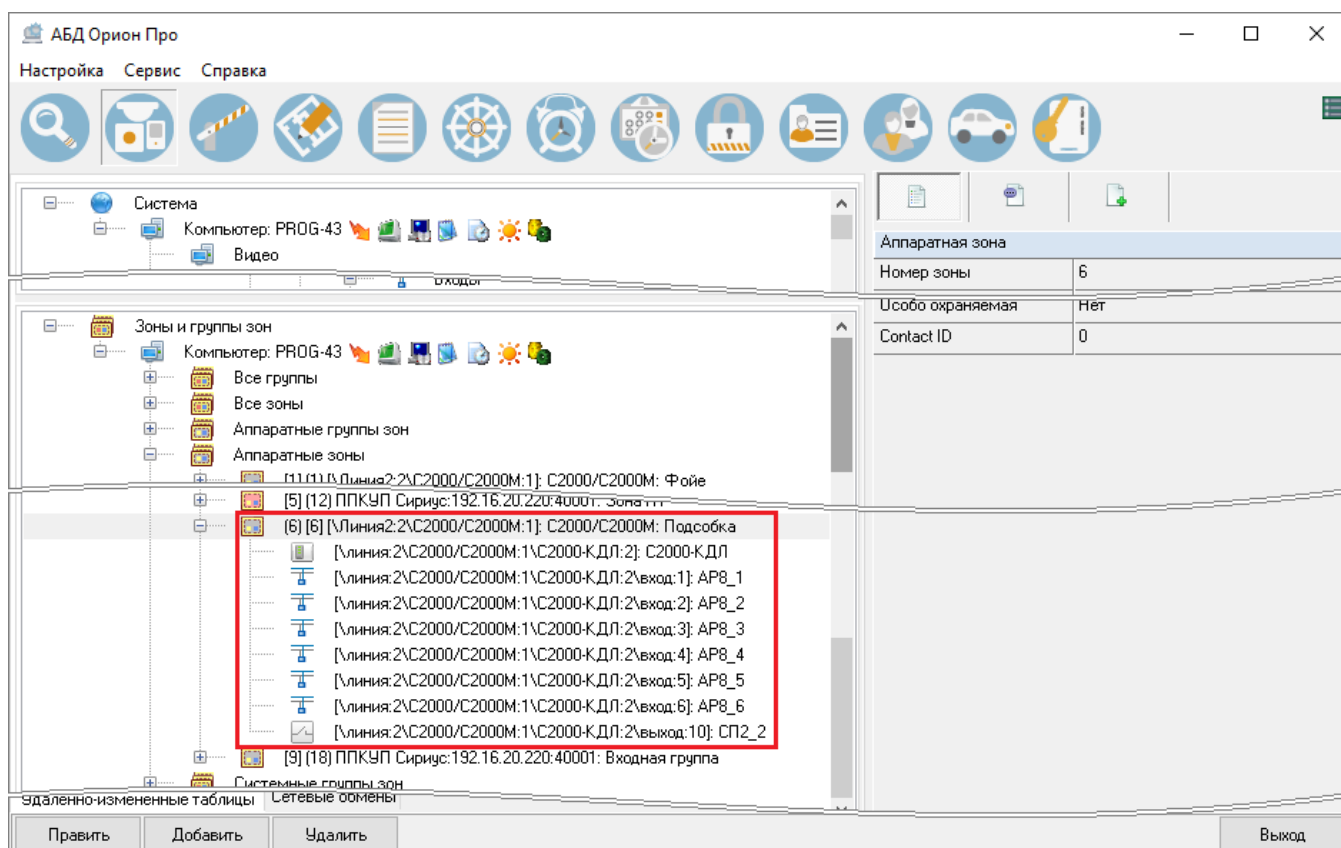 АБД Орион Про
Настройка Сервис Справка
Система
Компьютер: PROG-43
Видео
Входы
Зоны и группы зон
Компьютер: PROG-43
Все группы
Все зоны
Аппаратные группы зон
Аппаратные зоны
[1] (1) [\Линия2:2\С2000/С2000М:1]: С2000/С2000М: Фойе
[5] (12) ППКУП Сириус:192.16.20.220:40001: Зона ПТ
(6) [6] [\Линия2:2\С2000/С2000М:1]: С2000/С2000М: Подсобка
[\линия:2\С2000/С2000М:1\С2000-КДЛ:2]: С2000-КДЛ
[\линия:2\С2000/С2000М:1\С2000-КДЛ:2\вход:1]: АР8_1
[\линия:2\С2000/С2000М:1\С2000-КДЛ:2\вход:2]: АР8_2
[\линия:2\С2000/С2000М:1\С2000-КДЛ:2\вход:3]: АР8_3
[\линия:2\С2000/С2000М:1\С2000-КДЛ:2\вход:4]: АР8_4
[\линия:2\С2000/С2000М:1\С2000-КДЛ:2\вход:5]: АР8_5
[\линия:2\С2000/С2000М:1\С2000-КДЛ:2\вход:6]: АР8_6
[\линия:2\С2000/С2000М:1\С2000-КДЛ:2\выход:10]: СП2_2
[9] (18) ППКУП Сириус:192.16.20.220:40001: Входная группа
Системные группы зон
Удаленно-измененные таблицы Сетевые обмены
Аппаратная зона
Номер зоны 6
Особо охраняемая Нет
Contact ID 0
Править Добавить Удалить Выход